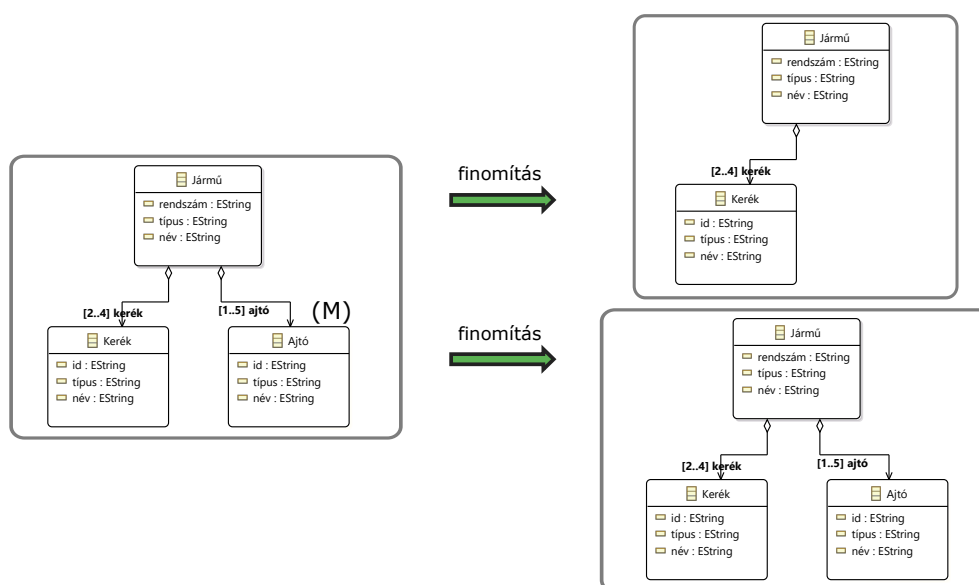 Jármű
rendszám : EString
típus : EString
név : EString
[2..4] kerék
[1..5] ajtó
(M)
Kerék
id : EString
típus : EString
név : EString
Ajtó
id : EString
típus : EString
név : EString
finomítás
finomítás
Jármű
rendszám : EString
típus : EString
név : EString
[2..4] kerék
Kerék
id : EString
típus : EString
név : EString
Jármű
rendszám : EString
típus : EString
név : EString
[2..4] kerék
[1..5] ajtó
Kerék
id : EString
típus : EString
név : EString
Ajtó
id : EString
típus : EString
név : EString